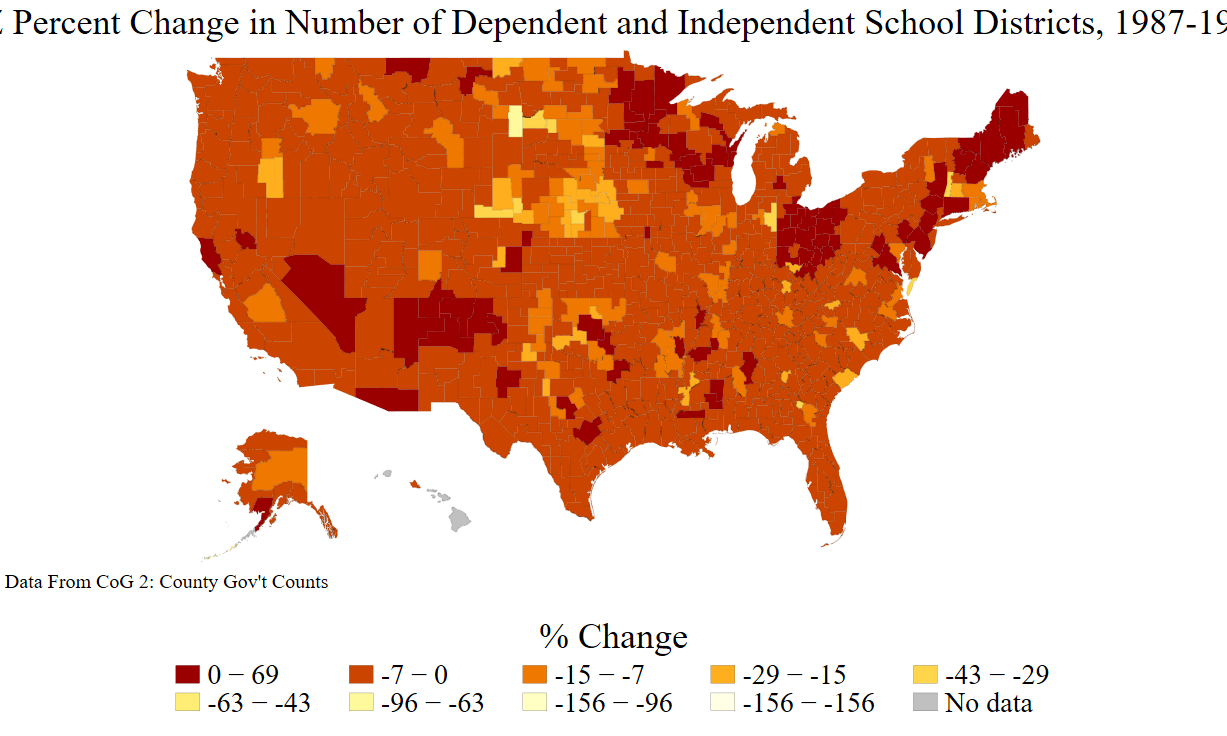 Percent Change in Number of Dependent and Independent School Districts, 1987-19
Data From CoG 2: County Gov't Counts
% Change
0 − 69 -7 − 0 -15 − -7 -29 − -15 -43 − -29
-63 − -43 -96 − -63 -156 − -96 -156 − -156 No data